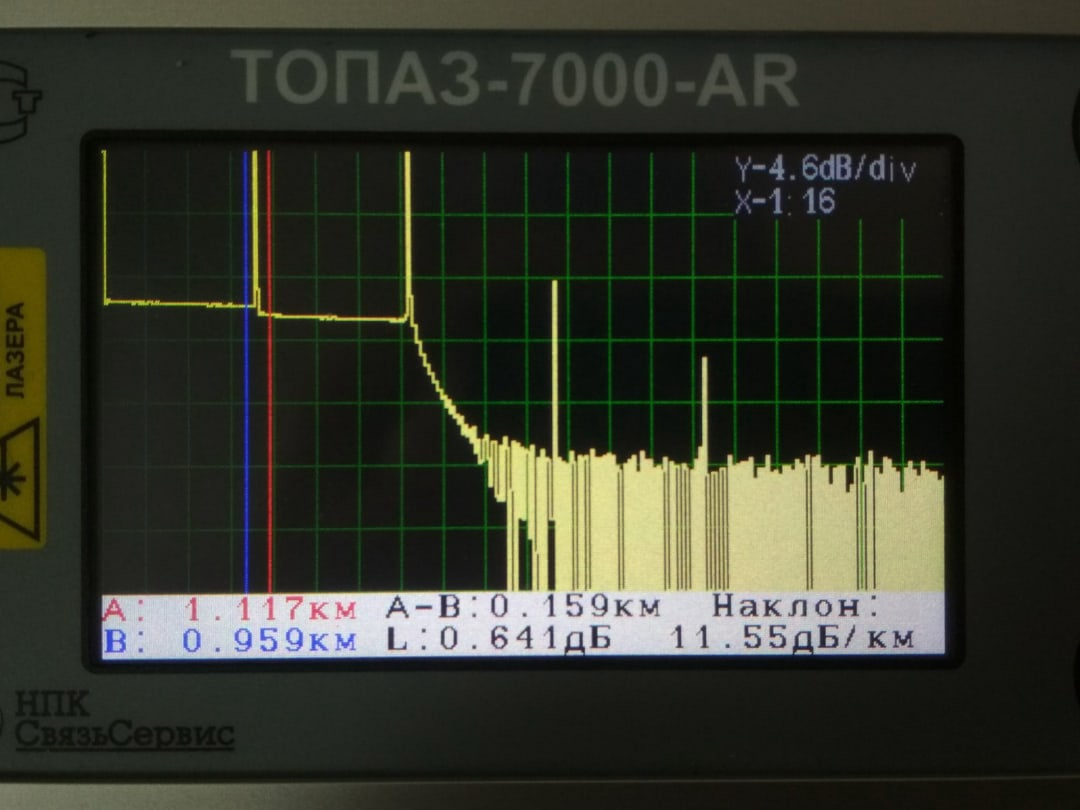 ТОПАЗ-7000-AR
Y-4.6dB/div
X-1:16
ЛАЗЕРА
A: 1.117км A-B:0.159км Наклон:
B: 0.959км L:0.641дБ 11.55дБ/км
НПК
СвязьСервис